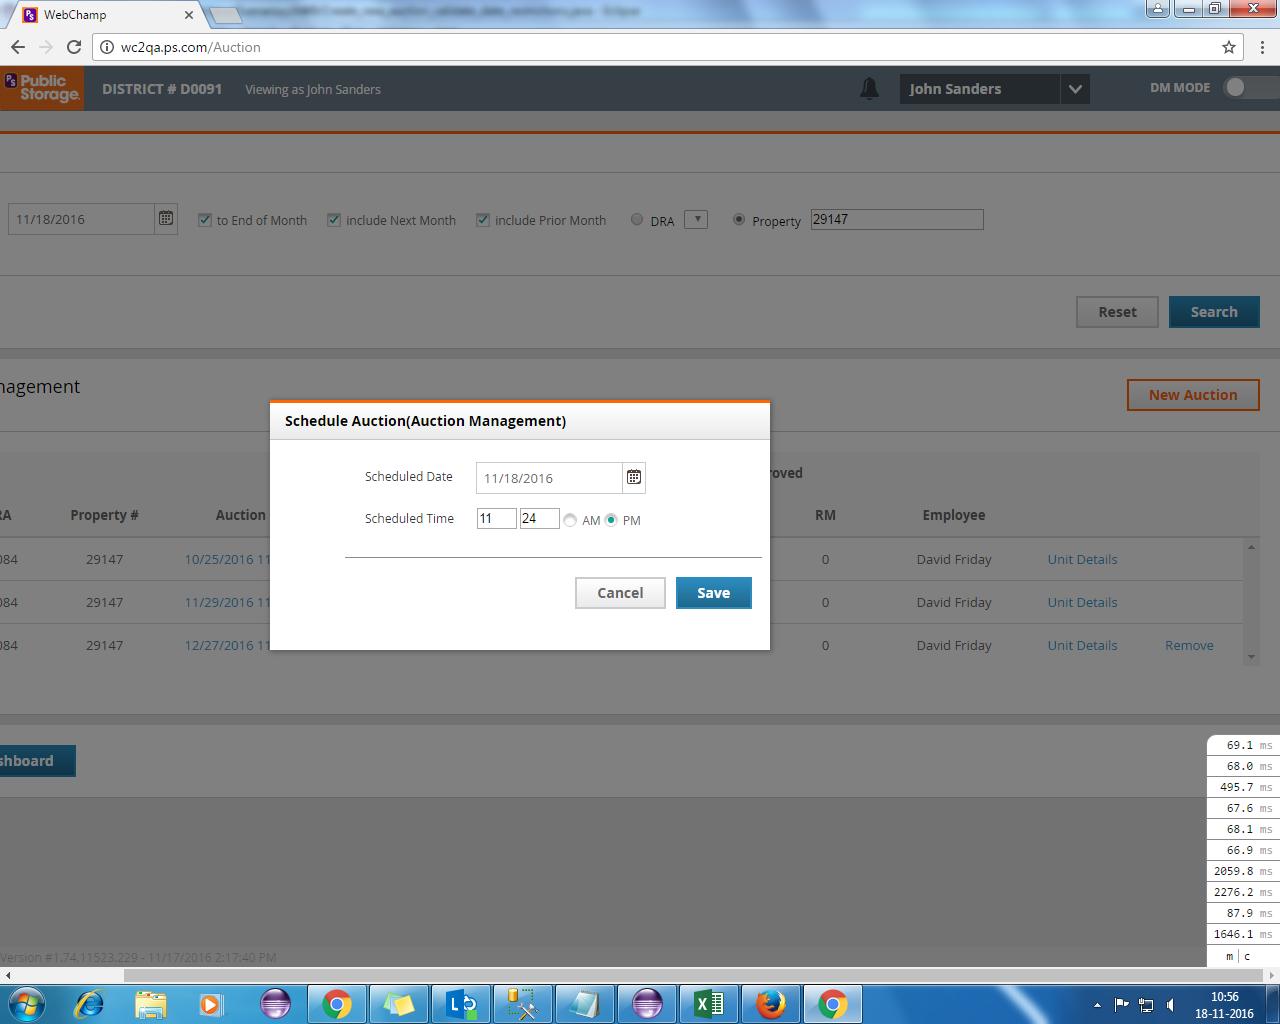 WebChamp
wc2qa.ps.com/Auction
PS Public Storage.
DISTRICT # D0091
Viewing as John Sanders
John Sanders
DM MODE
11/18/2016
to End of Month
include Next Month
include Prior Month
DRA
Property
29147
Reset
Search
nagement
New Auction
Schedule Auction(Auction Management)
Scheduled Date
11/18/2016
Scheduled Time
11
24
AM
PM
Cancel
Save
roved
RA
Property #
Auction
RM
Employee
084
29147
10/25/2016 11
0
David Friday
Unit Details
084
29147
11/29/2016 11
0
David Friday
Unit Details
084
29147
12/27/2016 11
0
David Friday
Unit Details
Remove
shboard
69.1 ms
68.0 ms
495.7 ms
67.6 ms
68.1 ms
66.9 ms
2059.8 ms
2276.2 ms
87.9 ms
1646.1 ms
m | c
Version #1.74.11523.229 - 11/17/2016 2:17:40 PM
10:56
18-11-2016